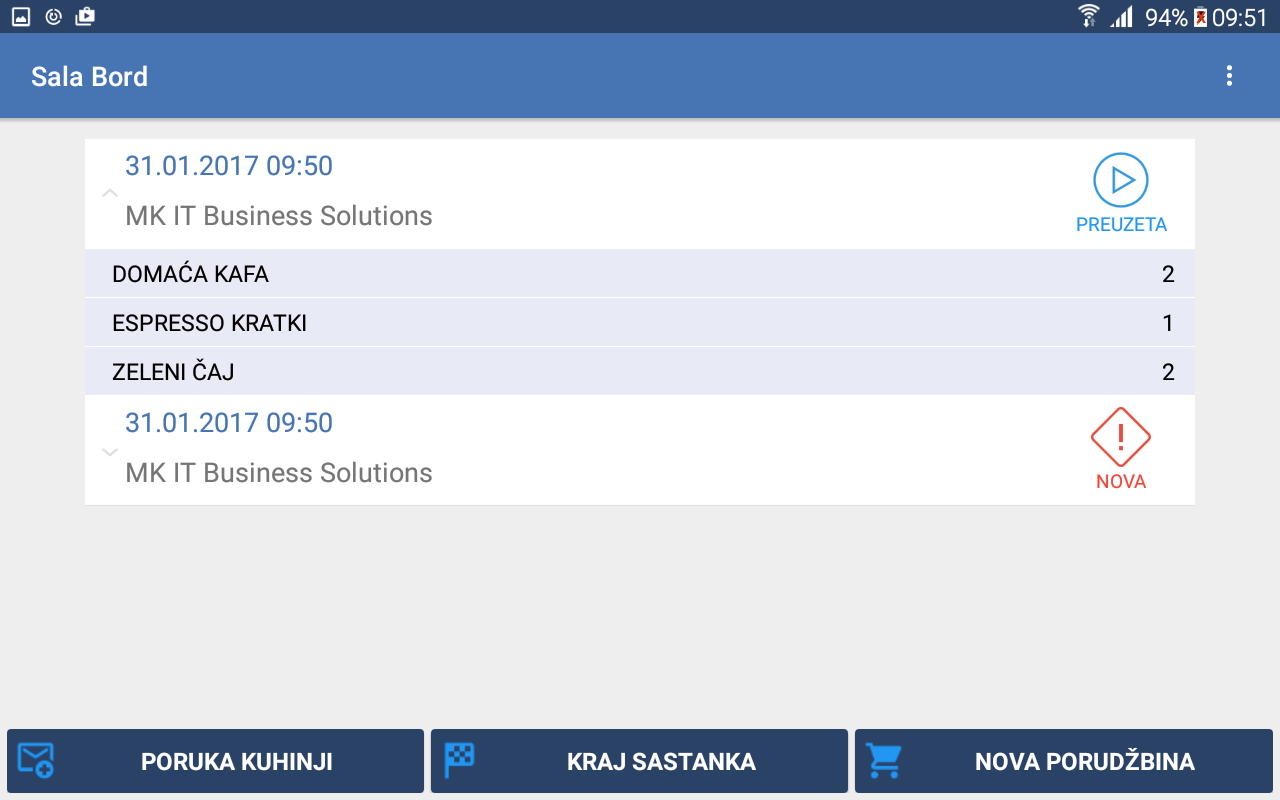 94% 09:51
Sala Bord
31.01.2017 09:50
MK IT Business Solutions
PREUZETA
DOMAĆA KAFA 2
ESPRESSO KRATKI 1
ZELENI ČAJ 2
31.01.2017 09:50
MK IT Business Solutions
NOVA
PORUKA KUHINJI
KRAJ SASTANKA
NOVA PORUDŽBINA